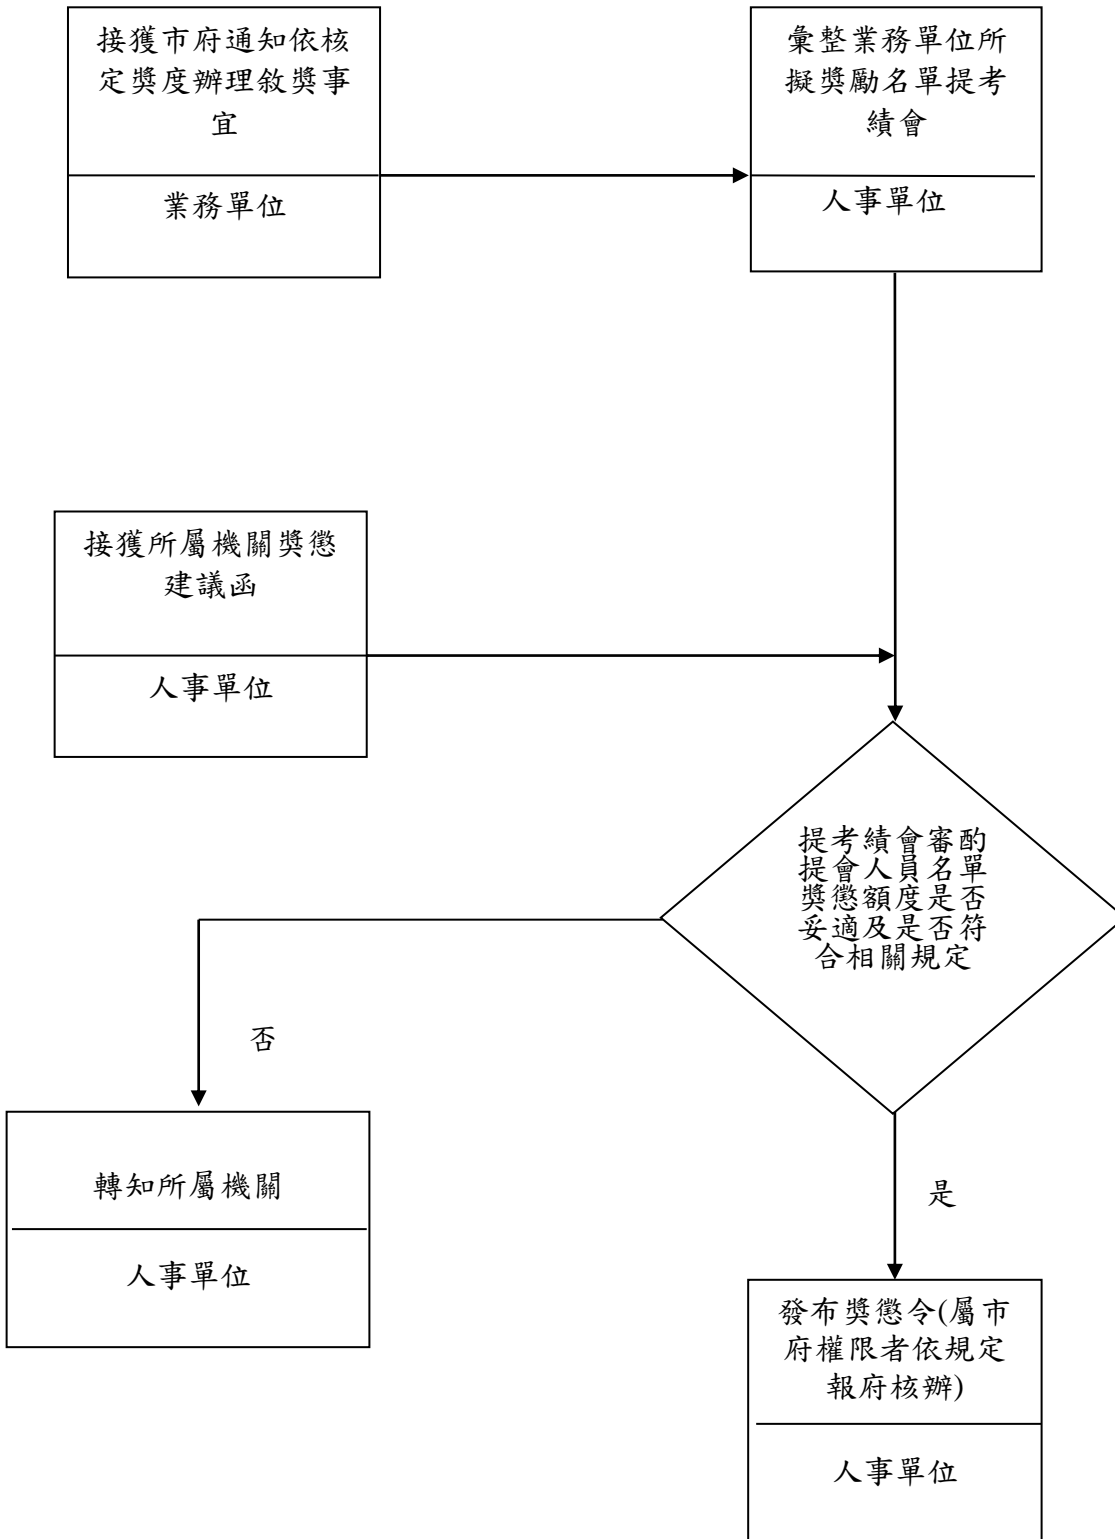 接獲市府通知依核
定獎度辦理敘獎事
宜
業務單位
彙整業務單位所
擬獎勵名單提考
績會
人事單位
接獲所屬機關獎懲
建議函
人事單位
提考績會審酌
提會人員名單
獎懲額度是否
妥適及是否符
合相關規定
否
轉知所屬機關
人事單位
是
發布獎懲令(屬市
府權限者依規定
報府核辦)
人事單位